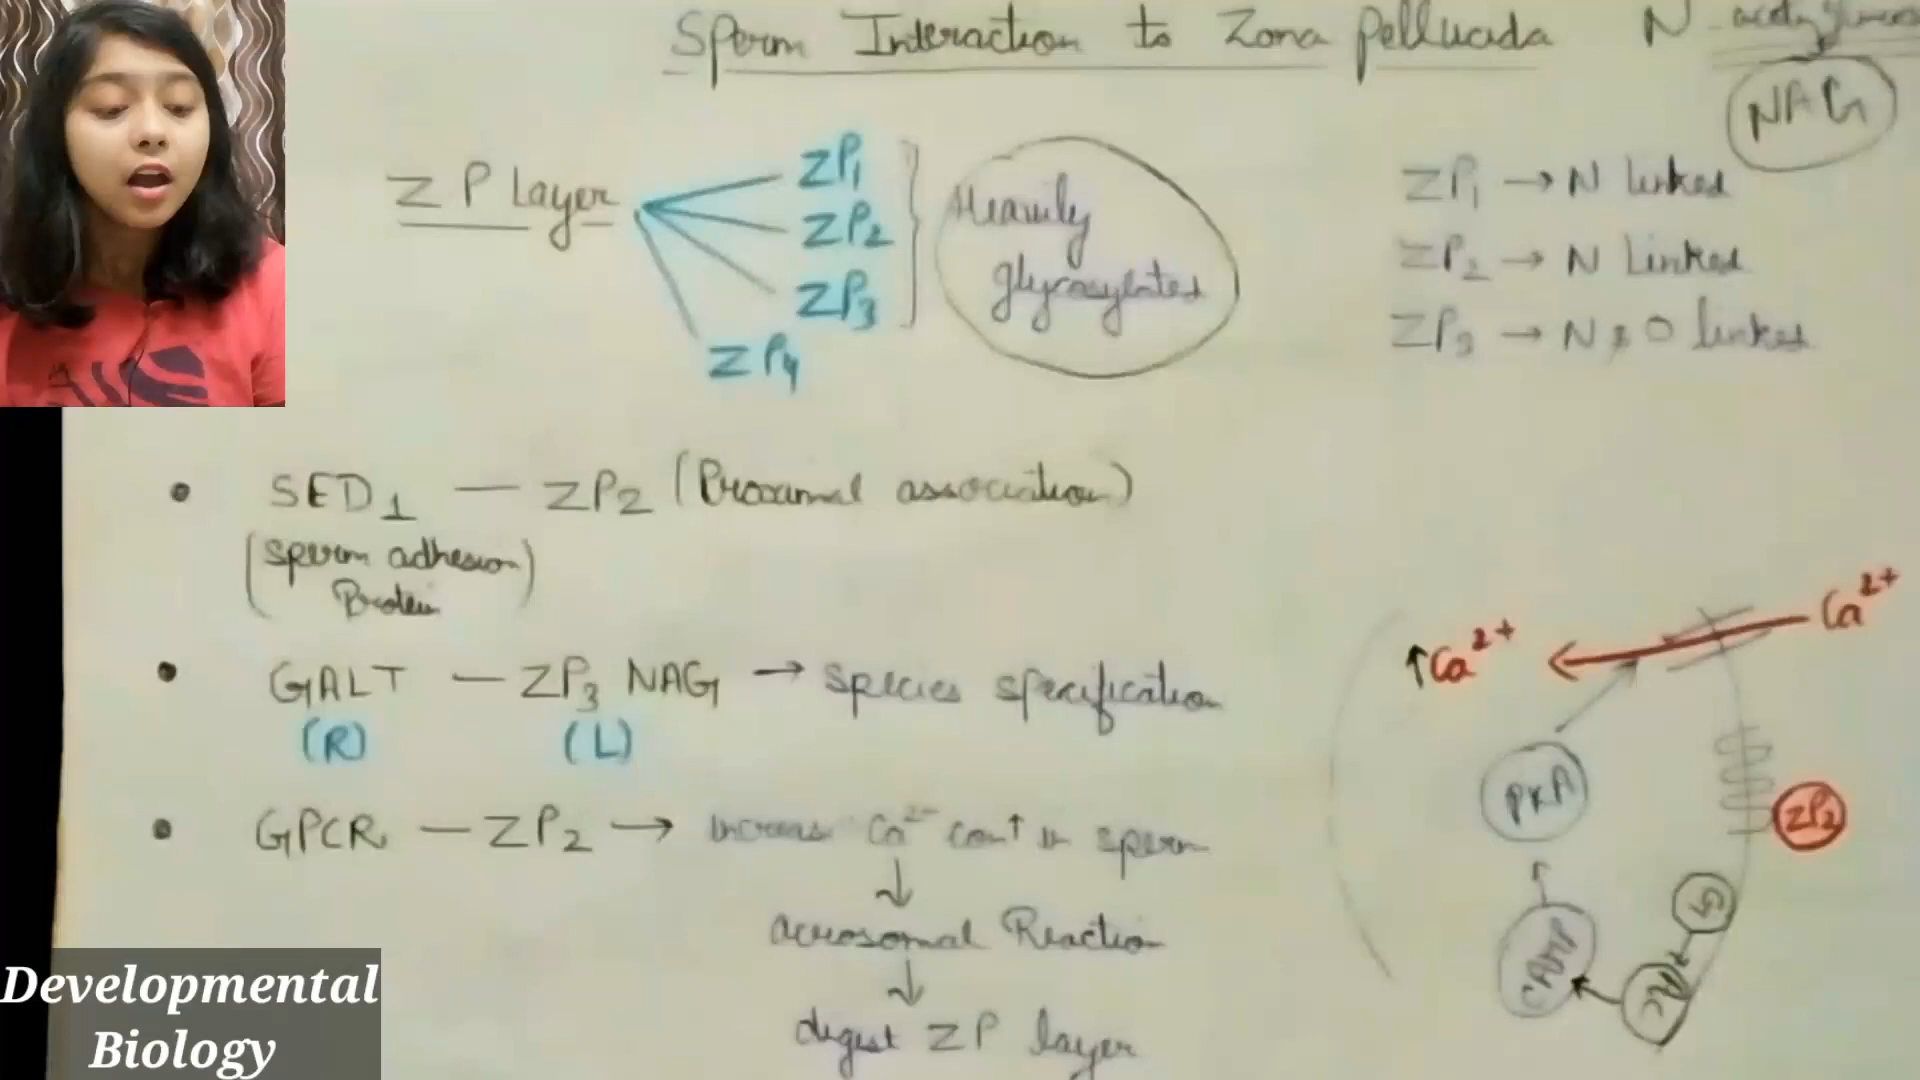 Sperm Interaction to Zona Pellucida N
NAG
ZP Layer
ZP1
ZP2
ZP3
ZP4
Heavily
glycosylated
ZP1 → N linked
ZP2 → N Linked
ZP3 → N & O linked
• SED1 — ZP2 (Proximal association)
(sperm adhesion
Protein)
• GALT — ZP3 NAG → species specification
(R) (L)
• GPCR — ZP2 → increase Ca2+ con↑ in sperm
↓
acrosomal Reaction
↓
digest ZP layer
Ca2+
↑Ca2+
PKA
ZP2
G
AC
cAMP
Developmental
Biology